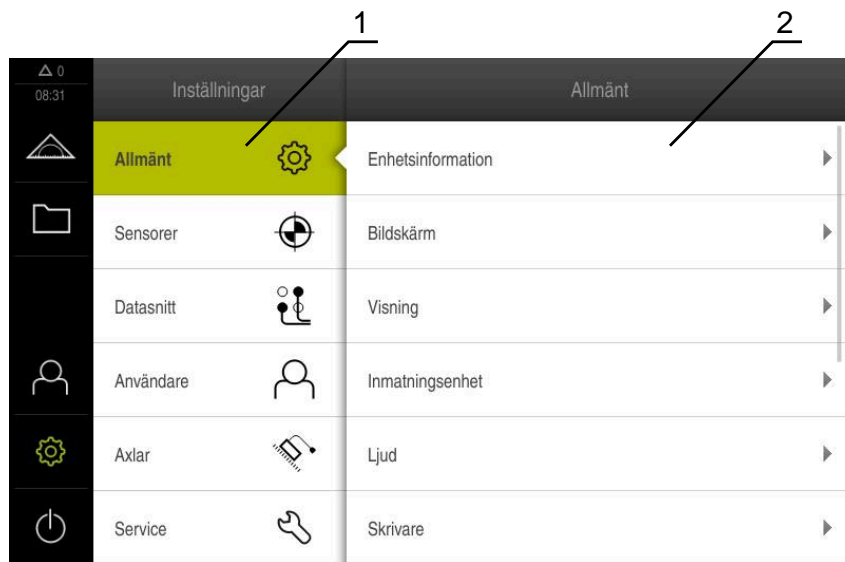 1
2
0
08:31
Inställningar
Allmänt
Allmänt
Sensorer
Datasnitt
Användare
Axlar
Service
Enhetsinformation
Bildskärm
Visning
Inmatningsenhet
Ljud
Skrivare